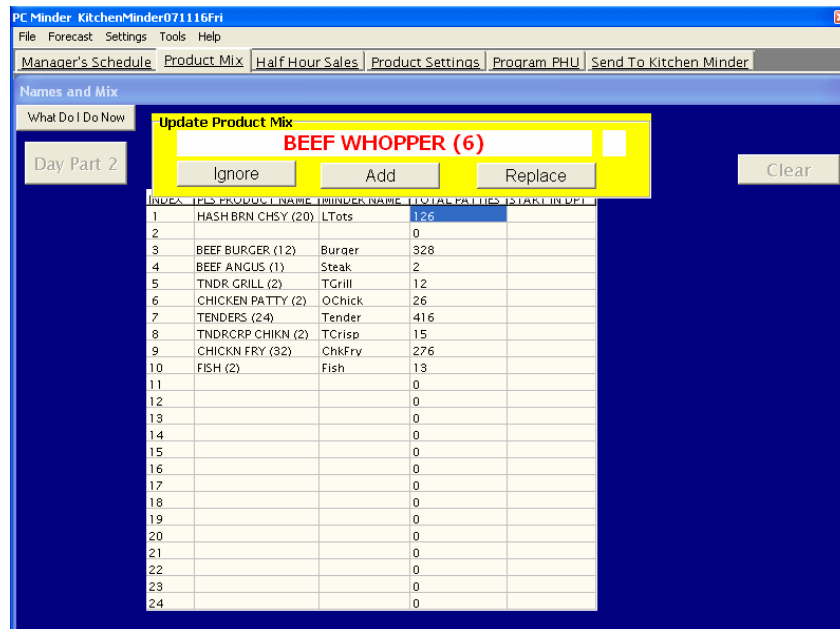 PC Minder KitchenMinder071116Fri
File Forecast Settings Tools Help
Manager's Schedule Product Mix Half Hour Sales Product Settings Program PHU Send To Kitchen Minder
Names and Mix
What Do I Do Now
Update Product Mix
BEEF WHOPPER (6)
Day Part 2
Ignore Add Replace
Clear
INDEX PLS PRODUCT NAME MINDER NAME TOTAL PATTIES START IN DPT
1 HASH BRN CHSY (20) LTots 126
2 0
3 BEEF BURGER (12) Burger 328
4 BEEF ANGUS (1) Steak 2
5 TNDR GRILL (2) TGrill 12
6 CHICKEN PATTY (2) OChick 26
7 TENDERS (24) Tender 416
8 TNDRCRP CHIKN (2) TCrisp 15
9 CHICKN FRY (32) ChkFry 276
10 FISH (2) Fish 13
11 0
12 0
13 0
14 0
15 0
16 0
17 0
18 0
19 0
20 0
21 0
22 0
23 0
24 0